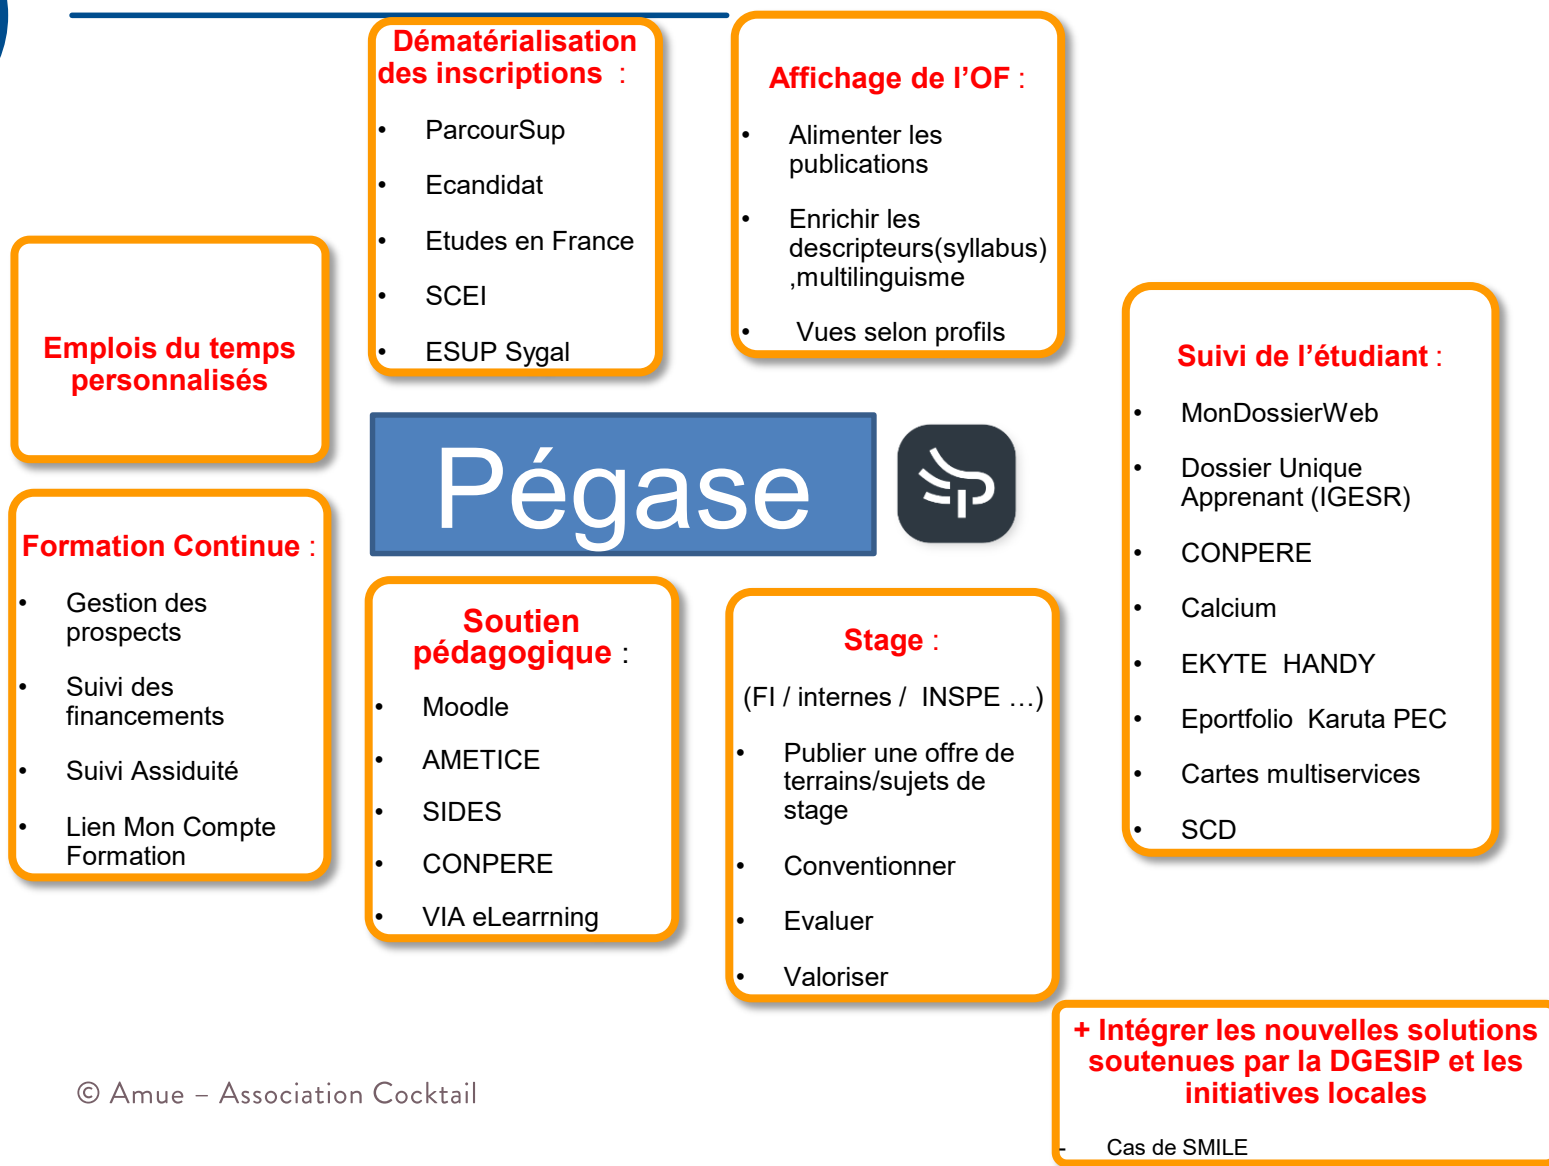 Dématérialisation
des inscriptions :
• ParcourSup
• Ecandidat
• Etudes en France
• SCEI
• ESUP Sygal
Affichage de l’OF :
• Alimenter les
publications
• Enrichir les
descripteurs(syllabus)
,multilinguisme
• Vues selon profils
Emplois du temps
personnalisés
Suivi de l’étudiant :
• MonDossierWeb
• Dossier Unique
Apprenant (IGESR)
• CONPERE
• Calcium
• EKYTE HANDY
• Eportfolio Karuta PEC
• Cartes multiservices
• SCD
Pégase
Formation Continue :
• Gestion des
prospects
• Suivi des
financements
• Suivi Assiduité
• Lien Mon Compte
Formation
Soutien
pédagogique :
• Moodle
• AMETICE
• SIDES
• CONPERE
• VIA eLearrning
Stage :
(FI / internes / INSPE …)
• Publier une offre de
terrains/sujets de
stage
• Conventionner
• Evaluer
• Valoriser
+ Intégrer les nouvelles solutions
soutenues par la DGESIP et les
initiatives locales
- Cas de SMILE
© Amue – Association Cocktail